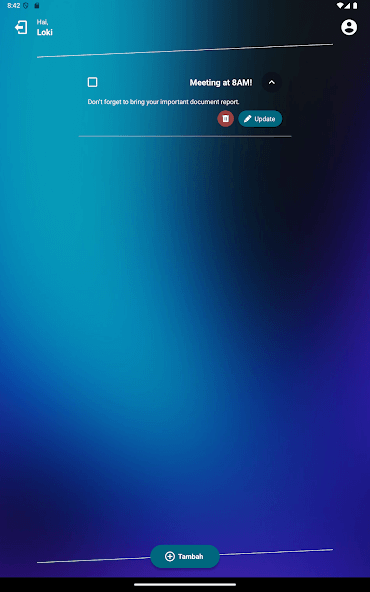 8:42
Hai,
Loki
Meeting at 8AM!
Don't forget to bring your important document report.
Update
Tambah